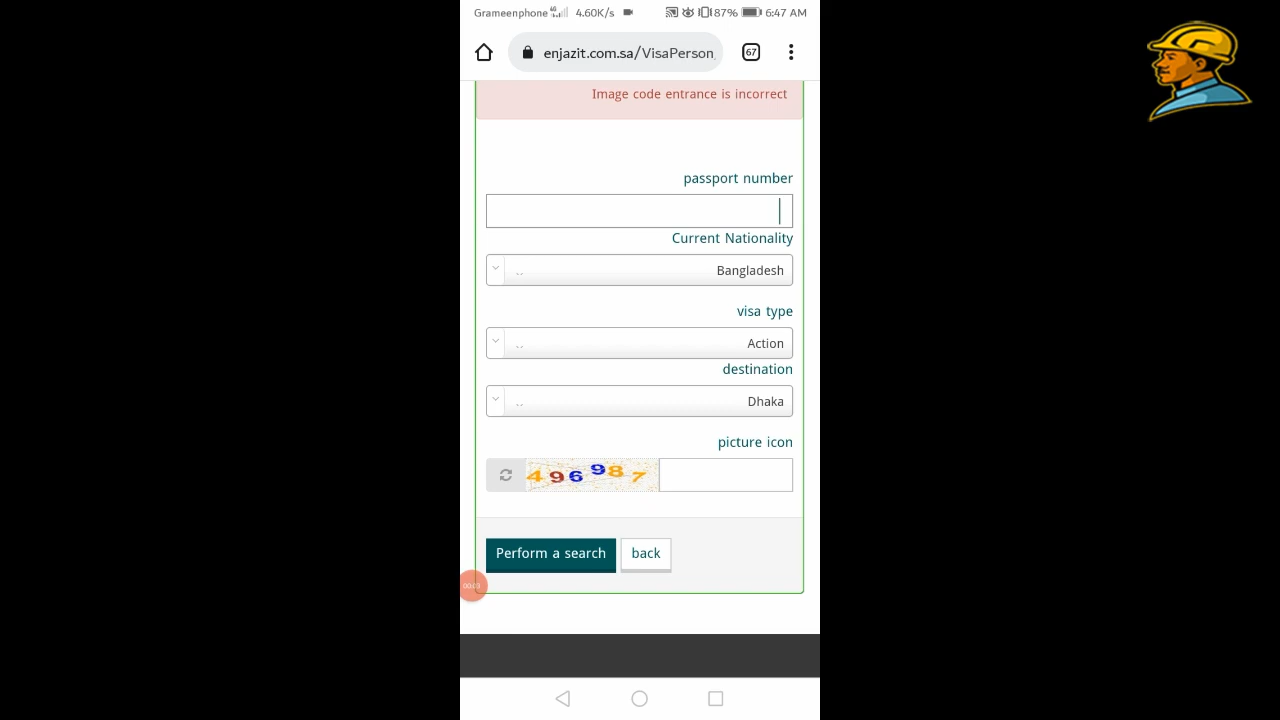 Grameenphone 4G 4.60K/s 87% 6:47 AM
enjazit.com.sa/VisaPerson
67
Image code entrance is incorrect
passport number
Current Nationality
.. Bangladesh
visa type
.. Action
destination
.. Dhaka
picture icon
496987
Perform a search back